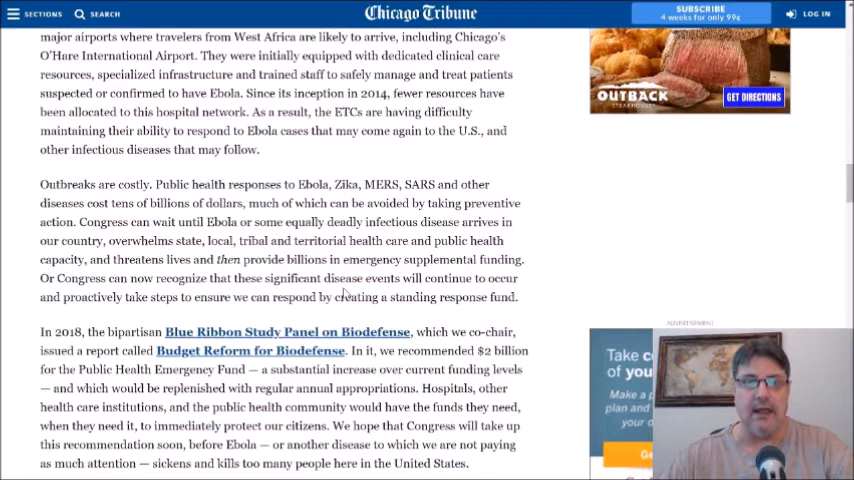 SECTIONS
SEARCH
Chicago Tribune
SUBSCRIBE
4 weeks for only 99¢
LOG IN
major airports where travelers from West Africa are likely to arrive, including Chicago's
O'Hare International Airport. They were initially equipped with dedicated clinical care
resources, specialized infrastructure and trained staff to safely manage and treat patients
suspected or confirmed to have Ebola. Since its inception in 2014, fewer resources have
been allocated to this hospital network. As a result, the ETCs are having difficulty
maintaining their ability to respond to Ebola cases that may come again to the U.S., and
other infectious diseases that may follow.
Outbreaks are costly. Public health responses to Ebola, Zika, MERS, SARS and other
diseases cost tens of billions of dollars, much of which can be avoided by taking preventive
action. Congress can wait until Ebola or some equally deadly infectious disease arrives in
our country, overwhelms state, local, tribal and territorial health care and public health
capacity, and threatens lives and then provide billions in emergency supplemental funding.
Or Congress can now recognize that these significant disease events will continue to occur
and proactively take steps to ensure we can respond by creating a standing response fund.
In 2018, the bipartisan Blue Ribbon Study Panel on Biodefense, which we co-chair,
issued a report called Budget Reform for Biodefense. In it, we recommended $2 billion
for the Public Health Emergency Fund — a substantial increase over current funding levels
— and which would be replenished with regular annual appropriations. Hospitals, other
health care institutions, and the public health community would have the funds they need,
when they need it, to immediately protect our citizens. We hope that Congress will take up
this recommendation soon, before Ebola — or another disease to which we are not paying
as much attention — sickens and kills too many people here in the United States.
OUTBACK
STEAKHOUSE
GET DIRECTIONS
ADVERTISEMENT
Take
of you
Make a
plan and
your